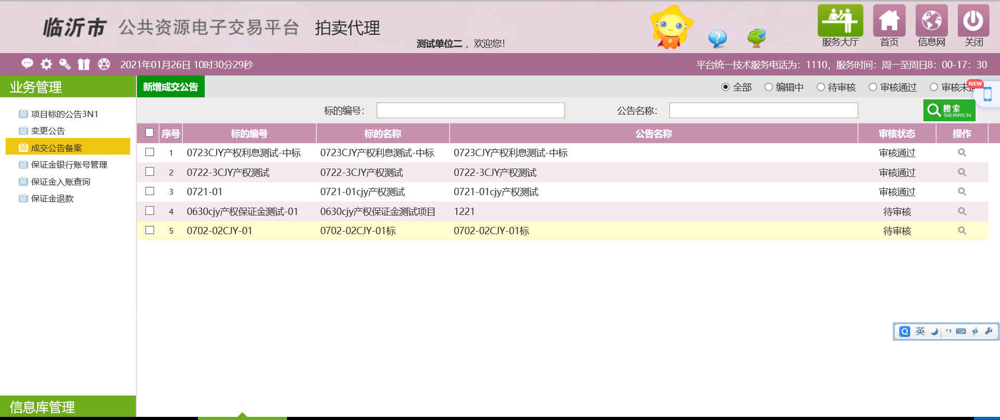 临沂市 公共资源电子交易平台 拍卖代理
测试单位二，欢迎您！
服务大厅 首页 信息网 关闭
2021年01月26日 10时30分29秒
平台统一技术服务电话为：1110，服务时间：周一至周日8：00-17：30
业务管理
项目标的公告3N1
变更公告
成交公告备案
保证金银行账号管理
保证金入账查询
保证金退款
信息库管理
新增成交公告
全部 编辑中 待审核 审核通过 审核未
NEW
标的编号： 公告名称： 搜索 SEARCH
序号 标的编号 标的名称 公告名称 审核状态 操作
1 0723CJY产权利息测试-中标 0723CJY产权利息测试-中标 0723CJY产权利息测试-中标 审核通过
2 0722-3CJY产权测试 0722-3CJY产权测试 0722-3CJY产权测试 审核通过
3 0721-01 0721-01cjy产权测试 0721-01cjy产权测试 审核通过
4 0630cjy产权保证金测试-01 0630cjy产权保证金测试项目 1221 待审核
5 0702-02CJY-01 0702-02CJY-01标 0702-02CJY-01标 待审核
英